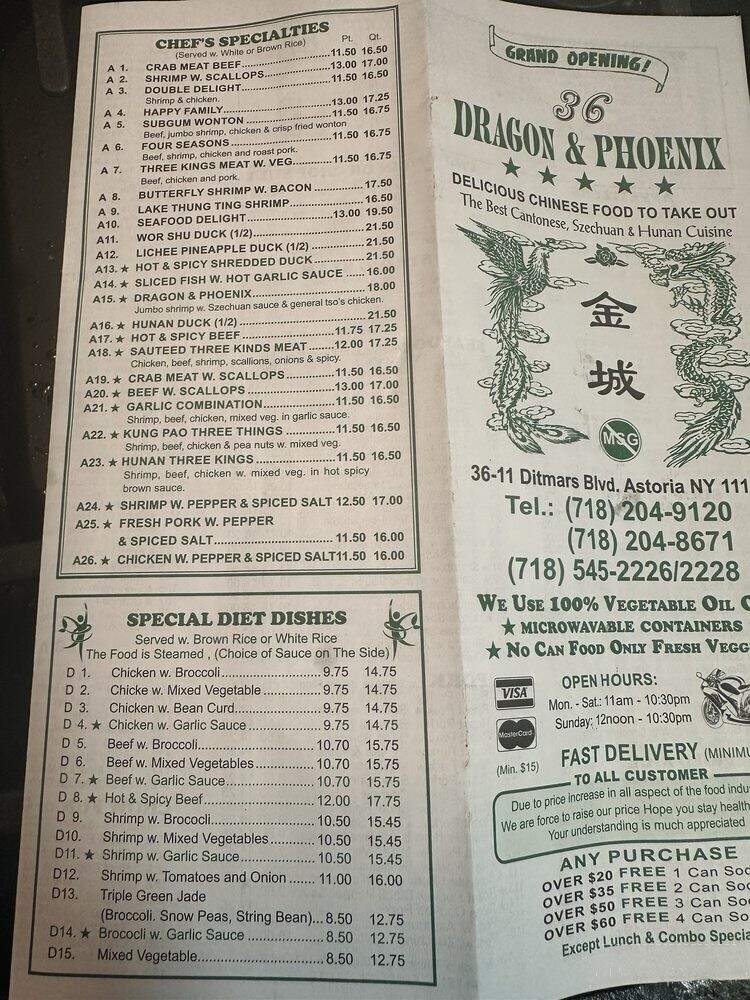 CHEF'S SPECIALTIES
(Served w. White or Brown Rice) Pt. Qt.
A 1. CRAB MEAT BEEF 11.50 16.50
A 2. SHRIMP W. SCALLOPS 13.00 17.00
A 3. DOUBLE DELIGHT 11.50 16.50
Shrimp & chicken.
A 4. HAPPY FAMILY 13.00 17.25
A 5. SUBGUM WONTON 11.50 16.75
Beef, jumbo shrimp, chicken & crisp fried wonton
A 6. FOUR SEASONS 11.50 16.75
Beef, shrimp, chicken and roast pork.
A 7. THREE KINGS MEAT W. VEG 11.50 16.75
Beef, chicken and pork.
A 8. BUTTERFLY SHRIMP W. BACON 17.50
A 9. LAKE THUNG TING SHRIMP 16.50
A10. SEAFOOD DELIGHT 13.00 19.50
A11. WOR SHU DUCK (1/2) 21.50
A12. LICHEE PINEAPPLE DUCK (1/2) 21.50
A13. ★ HOT & SPICY SHREDDED DUCK 21.50
A14. ★ SLICED FISH W. HOT GARLIC SAUCE 16.00
A15. ★ DRAGON & PHOENIX 18.00
Jumbo shrimp w. Szechuan sauce & general tso's chicken.
A16. ★ HUNAN DUCK (1/2) 21.50
A17. ★ HOT & SPICY BEEF 11.75 17.25
A18. ★ SAUTEED THREE KINDS MEAT 12.00 17.25
Chicken, beef, shrimp, scallions, onions & spicy.
A19. ★ CRAB MEAT W. SCALLOPS 11.50 16.50
A20. ★ BEEF W. SCALLOPS 13.00 17.00
A21. ★ GARLIC COMBINATION 11.50 16.50
Shrimp, beef, chicken, mixed veg. in garlic sauce.
A22. ★ KUNG PAO THREE THINGS 11.50 16.50
Shrimp, beef, chicken & pea nuts w. mixed veg.
A23. ★ HUNAN THREE KINGS 11.50 16.50
Shrimp, beef, chicken w. mixed veg. in hot spicy
brown sauce.
A24. ★ SHRIMP W. PEPPER & SPICED SALT 12.50 17.00
A25. ★ FRESH PORK W. PEPPER
& SPICED SALT 11.50 16.00
A26. ★ CHICKEN W. PEPPER & SPICED SALT 11.50 16.00
SPECIAL DIET DISHES
Served w. Brown Rice or White Rice
The Food is Steamed , (Choice of Sauce on The Side)
D 1. Chicken w. Broccoli 9.75 14.75
D 2. Chicke w. Mixed Vegetable 9.75 14.75
D 3. Chicken w. Bean Curd 9.75 14.75
D 4. ★ Chicken w. Garlic Sauce 9.75 14.75
D 5. Beef w. Broccoli 10.70 15.75
D 6. Beef w. Mixed Vegetables 10.70 15.75
D 7. ★ Beef w. Garlic Sauce 10.70 15.75
D 8. ★ Hot & Spicy Beef 12.00 17.75
D 9. Shrimp w. Brococli 10.50 15.45
D10. Shrimp w. Mixed Vegetables 10.50 15.45
D11. ★ Shrimp w. Garlic Sauce 10.50 15.45
D12. Shrimp w. Tomatoes and Onion 11.00 16.00
D13. Triple Green Jade
(Broccoli. Snow Peas, String Bean) 8.50 12.75
D14. ★ Brococli w. Garlic Sauce 8.50 12.75
D15. Mixed Vegetable 8.50 12.75
GRAND OPENING!
36
DRAGON & PHOENIX
★ ★ ★ ★ ★
DELICIOUS CHINESE FOOD TO TAKE OUT
The Best Cantonese, Szechuan & Hunan Cuisine
金
城
MSG
36-11 Ditmars Blvd. Astoria NY 111
Tel.: (718) 204-9120
(718) 204-8671
(718) 545-2226/2228
WE USE 100% VEGETABLE OIL
★ MICROWAVABLE CONTAINERS
★ NO CAN FOOD ONLY FRESH VEGG
VISA
MasterCard
(Min. $15)
OPEN HOURS:
Mon. - Sat.: 11am - 10:30pm
Sunday: 12noon - 10:30pm
FAST DELIVERY (MINIMU
TO ALL CUSTOMER
Due to price increase in all aspect of the food indu
We are force to raise our price Hope you stay health
Your understanding is much appreciated
ANY PURCHASE
OVER $20 FREE 1 Can Soo
OVER $35 FREE 2 Can So
OVER $50 FREE 3 Can So
OVER $60 FREE 4 Can So
Except Lunch & Combo Specia